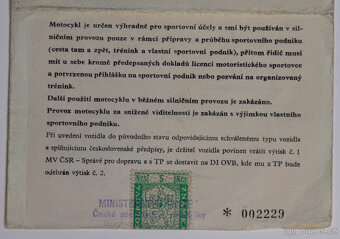 Motocykl je určen výhradně pro sportovní účely a smí být používán v sil-
ničním provozu pouze v rámci přípravy a průběhu sportovního podniku
(cesta tam a zpět, trénink a vlastní sportovní podnik), přitom řidič musí
mít u sebe kromě předepsaných dokladů licenci motoristického sportovce
a potvrzenou přihlášku na sportovní podnik nebo pozvání na organizovaný
trénink.
Další použití motocyklu v běžném silničním provozu je zakázáno.
Provoz motocyklu za snížené viditelnosti je zakázán s výjimkou vlastního
sportovního podniku.
Při uvedení vozidla do původního stavu odpovídajícímu schválenému typu vozidla
a splňujícímu československé předpisy, je držitel vozidla povinen vrátit výtisk č. 1
MV ČSR – Správě pro dopravu a s TP se dostavit na DI OVB, kde mu z TP bude
odebrán výtisk č. 2.
MINISTERSTVO
České
* 002229